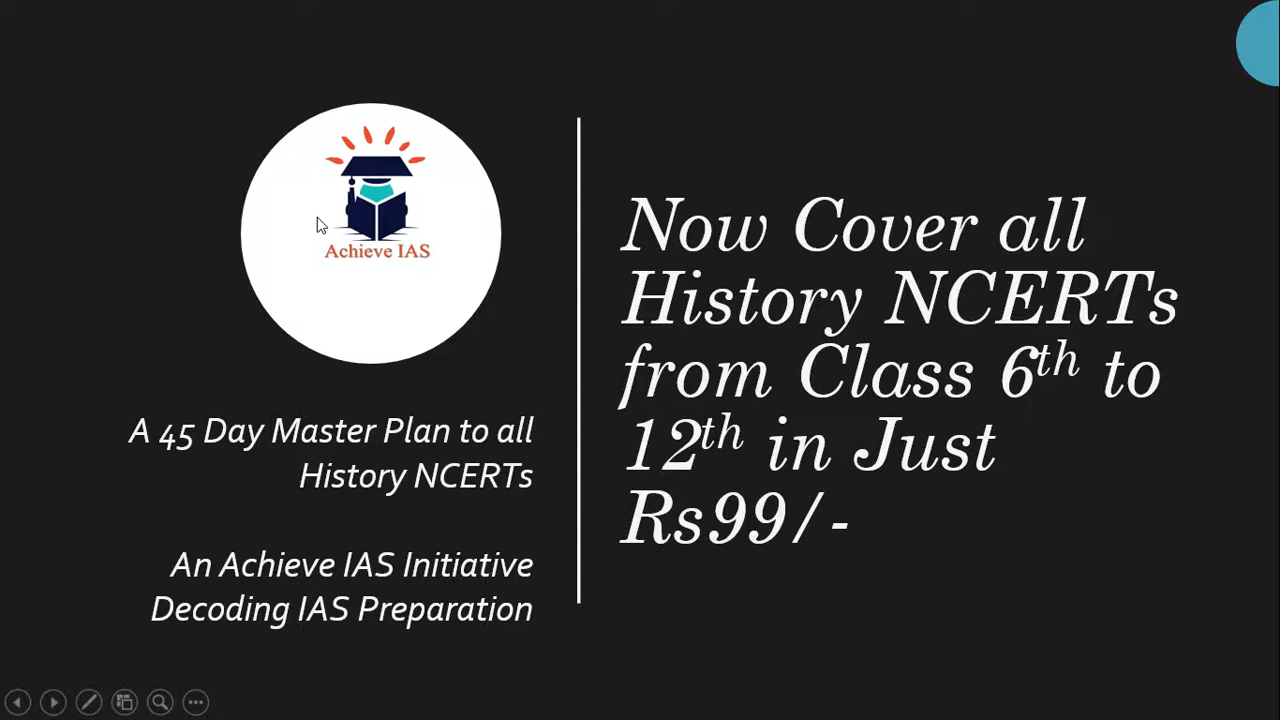 Achieve IAS
A 45 Day Master Plan to all
History NCERTs
An Achieve IAS Initiative
Decoding IAS Preparation
Now Cover all
History NCERTs
from Class 6th to
12th in Just
Rs99/-